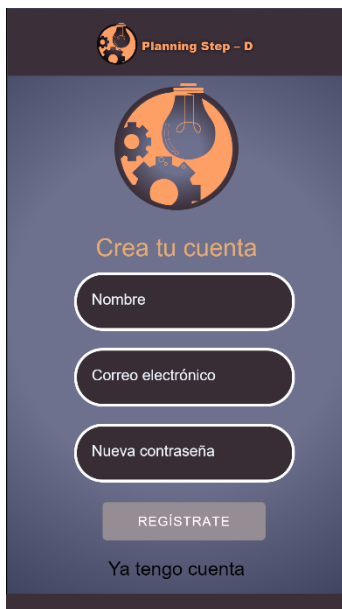 Planning Step – D
Crea tu cuenta
Nombre
Correo electrónico
Nueva contraseña
REGÍSTRATE
Ya tengo cuenta